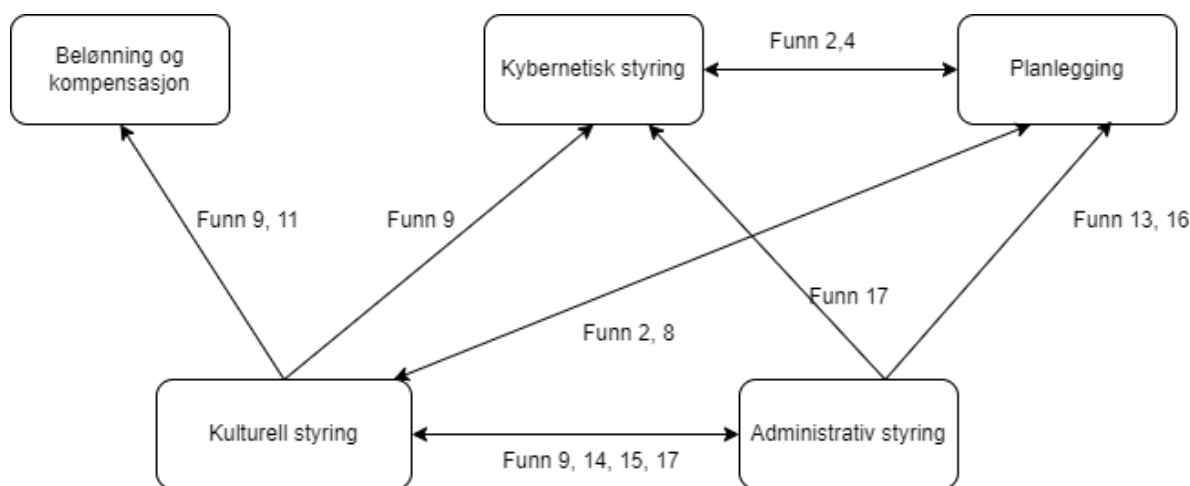 Belønning og
kompensasjon
Kybernetisk styring
Funn 2,4
Planlegging
Funn 9, 11
Funn 9
Funn 13, 16
Funn 17
Funn 2, 8
Kulturell styring
Administrativ styring
Funn 9, 14, 15, 17